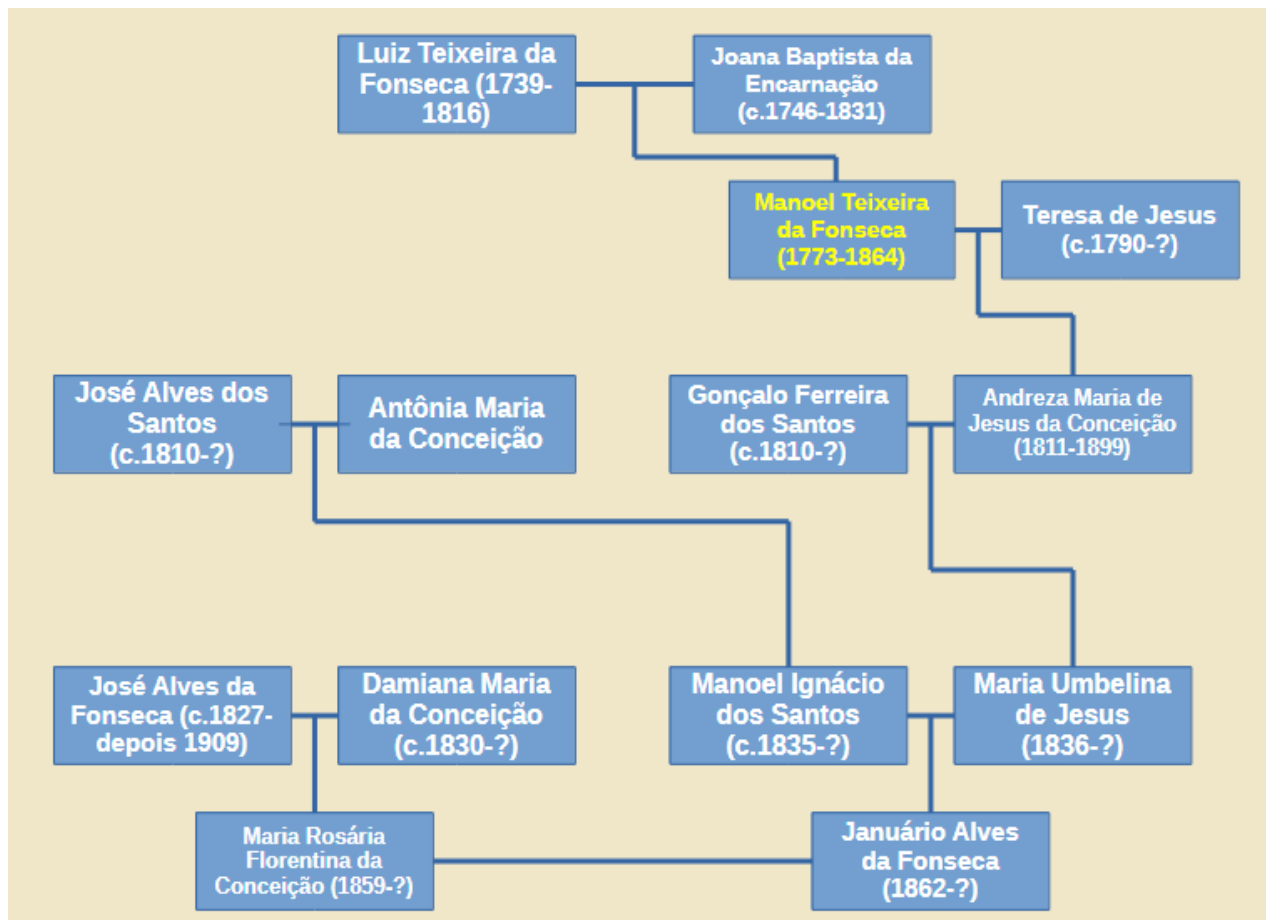 Luiz Teixeira da
Fonseca (1739-
1816)
Joana Baptista da
Encarnação
(c.1746-1831)
Manoel Teixeira
da Fonseca
(1773-1864)
Teresa de Jesus
(c.1790-?)
José Alves dos
Santos
(c.1810-?)
Antônia Maria
da Conceição
Gonçalo Ferreira
dos Santos
(c.1810-?)
Andreza Maria de
Jesus da Conceição
(1811-1899)
José Alves da
Fonseca (c.1827-
depois 1909)
Damiana Maria
da Conceição
(c.1830-?)
Manoel Ignácio
dos Santos
(c.1835-?)
Maria Umbelina
de Jesus
(1836-?)
Maria Rosária
Florentina da
Conceição (1859-?)
Januário Alves
da Fonseca
(1862-?)